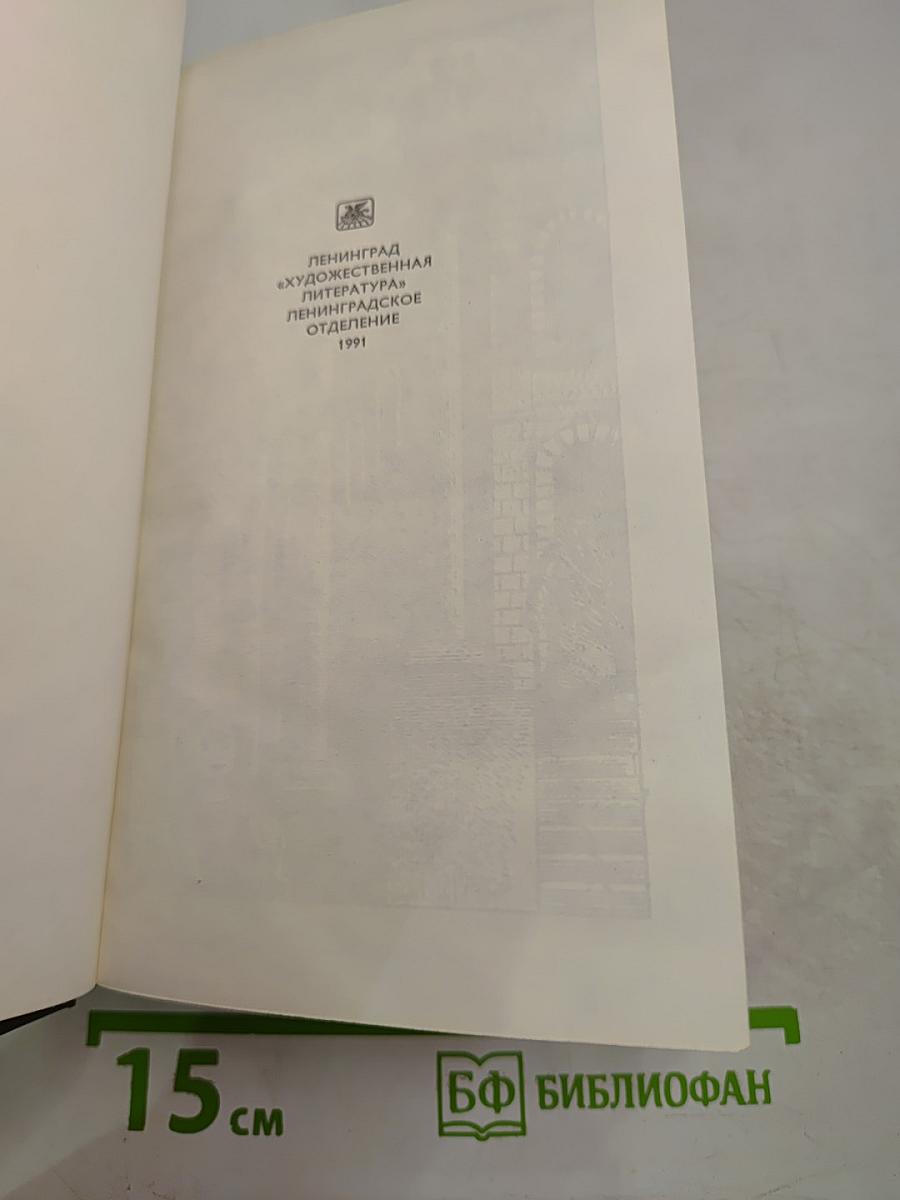 ЛЕНИНГРАД
«ХУДОЖЕСТВЕННАЯ
ЛИТЕРАТУРА»
ЛЕНИНГРАДСКОЕ
ОТДЕЛЕНИЕ
1991
15 СМ
БФ БИБЛИОФАН